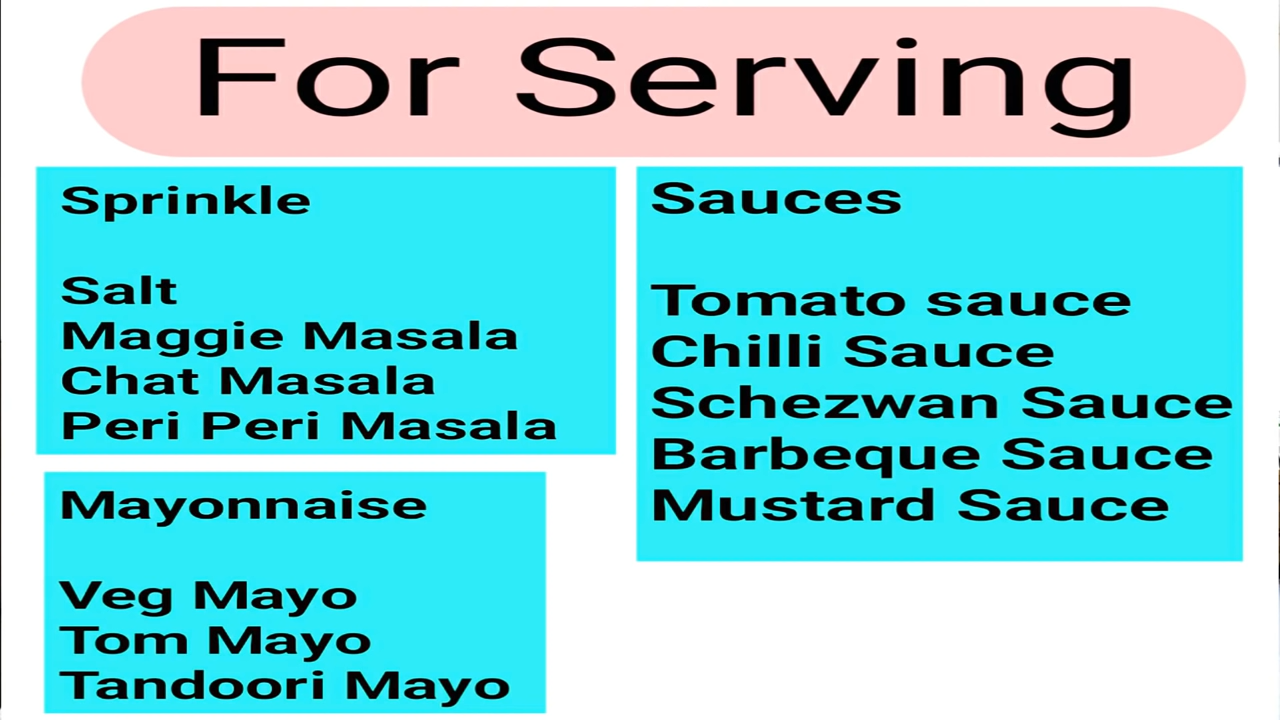 For Serving
Sprinkle
Salt
Maggie Masala
Chat Masala
Peri Peri Masala
Mayonnaise
Veg Mayo
Tom Mayo
Tandoori Mayo
Sauces
Tomato sauce
Chilli Sauce
Schezwan Sauce
Barbeque Sauce
Mustard Sauce